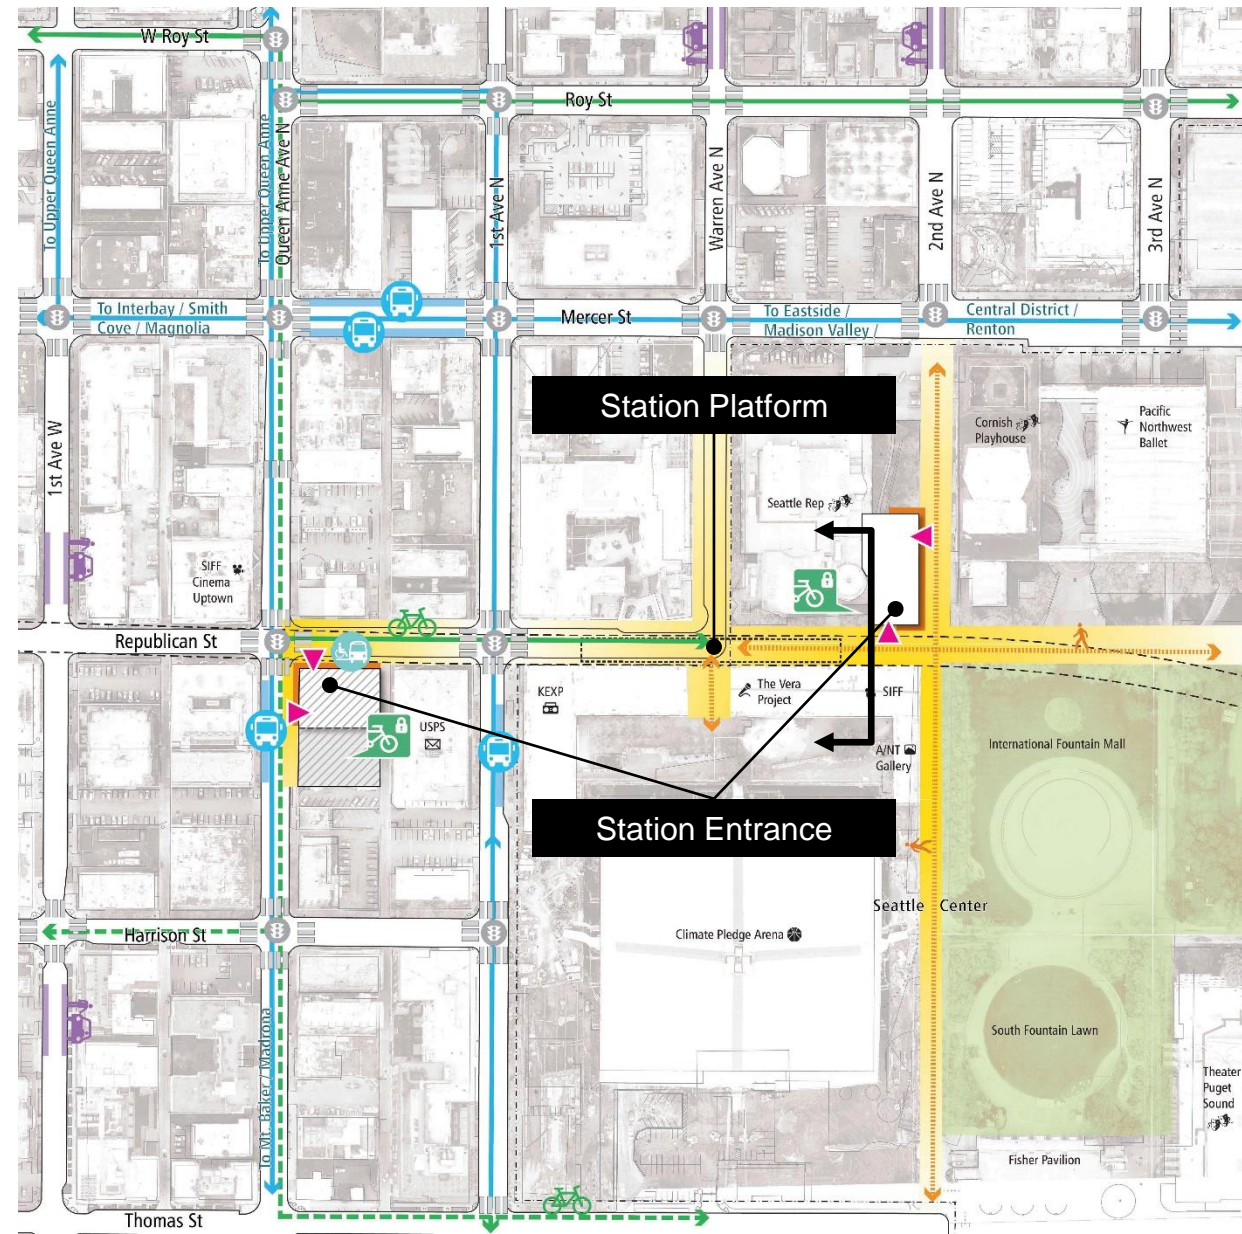 W Roy St
Roy St
To Upper Queen Anne
To Upper Queen Anne
Queen Anne Ave N
1st Ave N
Warren Ave N
2nd Ave N
3rd Ave N
To Interbay / Smith
Cove / Magnolia
Mercer St
To Eastside /
Madison Valley /
Central District /
Renton
Station Platform
Cornish
Playhouse
Pacific
Northwest
Ballet
1st Ave W
Seattle Rep
SIFF
Cinema
Uptown
Republican St
KEXP
The Vera
Project
SIFF
USPS
A/NT
Gallery
International Fountain Mall
Station Entrance
Seattle Center
Harrison St
Climate Pledge Arena
South Fountain Lawn
To Mt. Baker / Madrona
Theater
Puget
Sound
Fisher Pavilion
Thomas St